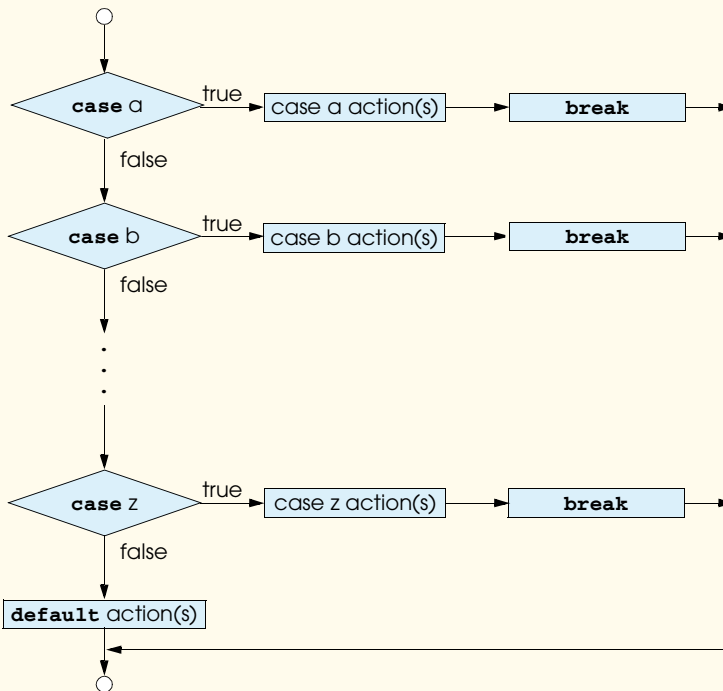 case a
true
case a action(s)
break
false
case b
true
case b action(s)
break
false
.
.
.
case z
true
case z action(s)
break
false
default action(s)